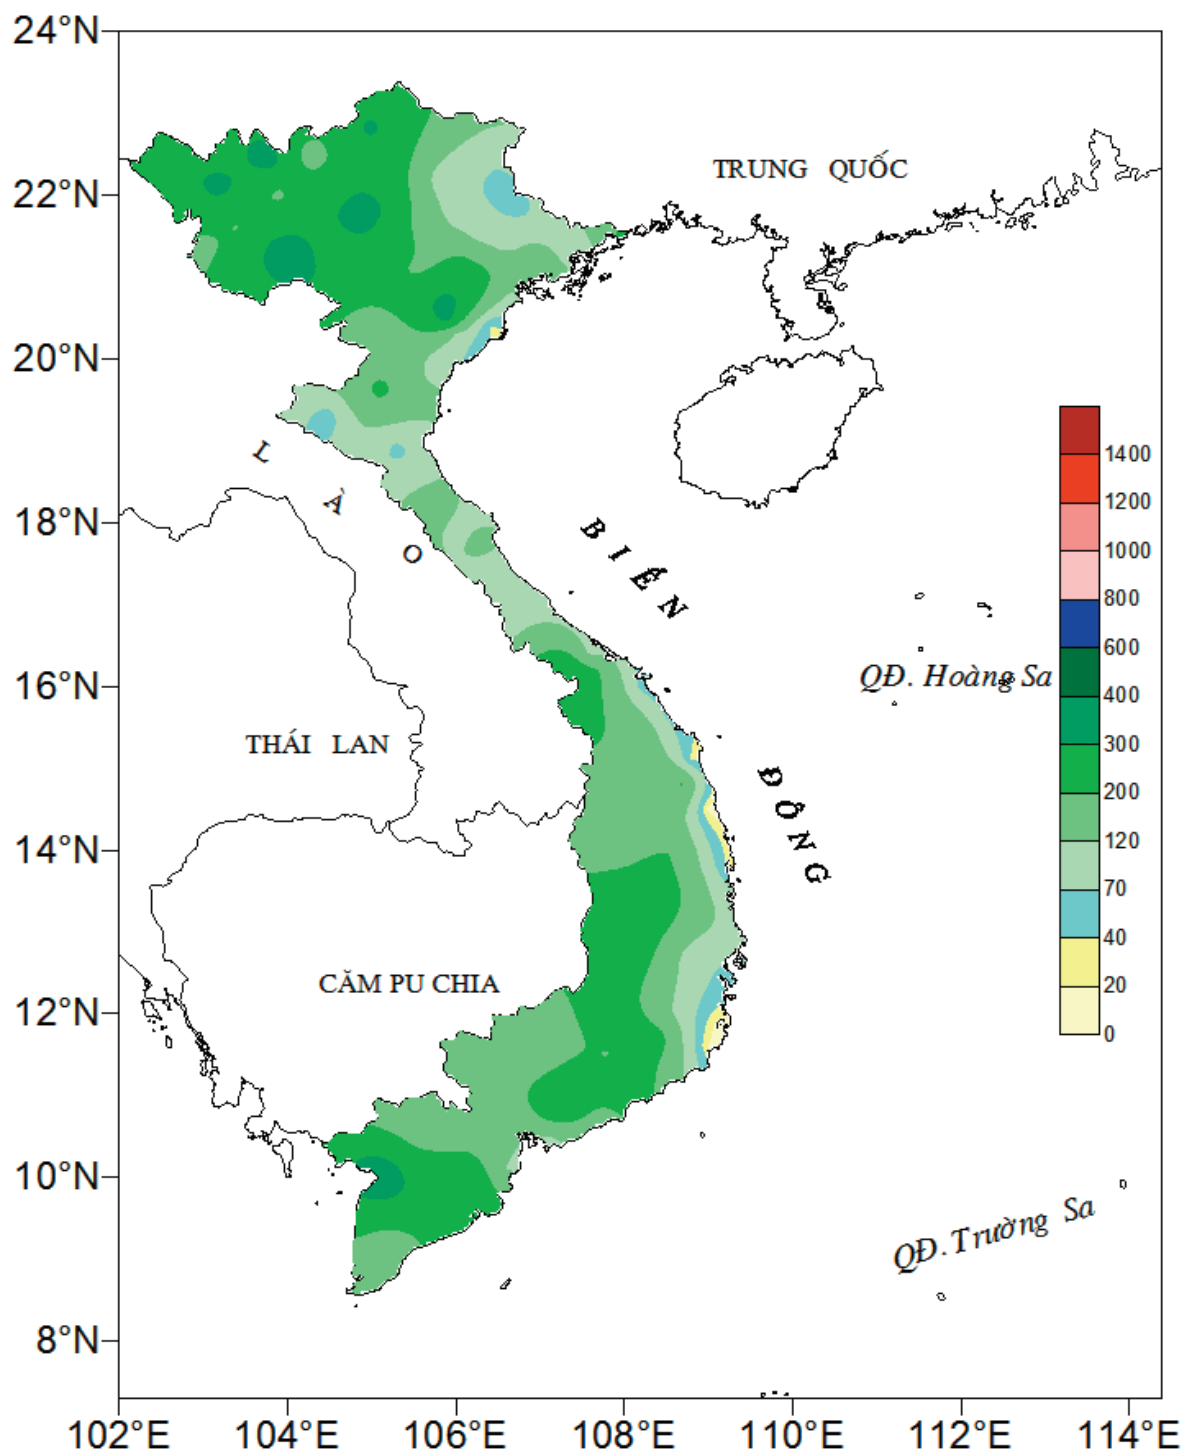 24°N
22°N
20°N
18°N
16°N
14°N
12°N
10°N
8°N
102°E 104°E 106°E 108°E 110°E 112°E 114°E
TRUNG QUỐC
LÀO
BIÊN ĐÔNG
THÁI LAN
CĂM PU CHIA
QĐ. Hoàng Sa
QĐ. Trường Sa
1400
1200
1000
800
600
400
300
200
120
70
40
20
0